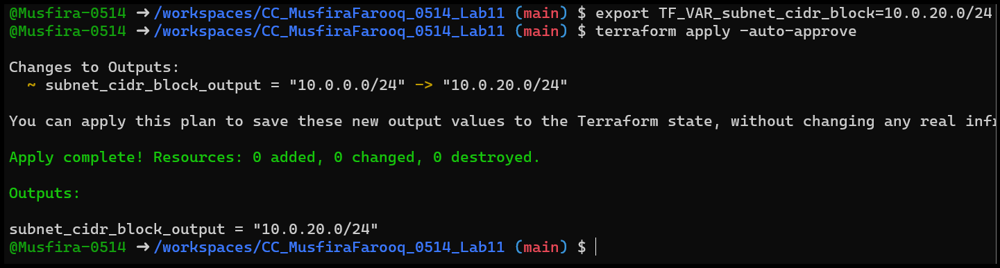 @Musfira-0514 ➜ /workspaces/CC_MusfiraFarooq_0514_Lab11 (main) $ export TF_VAR_subnet_cidr_block=10.0.20.0/24
@Musfira-0514 ➜ /workspaces/CC_MusfiraFarooq_0514_Lab11 (main) $ terraform apply -auto-approve
Changes to Outputs:
~ subnet_cidr_block_output = "10.0.0.0/24" -> "10.0.20.0/24"
You can apply this plan to save these new output values to the Terraform state, without changing any real
Apply complete! Resources: 0 added, 0 changed, 0 destroyed.
Outputs:
subnet_cidr_block_output = "10.0.20.0/24"
@Musfira-0514 ➜ /workspaces/CC_MusfiraFarooq_0514_Lab11 (main) $